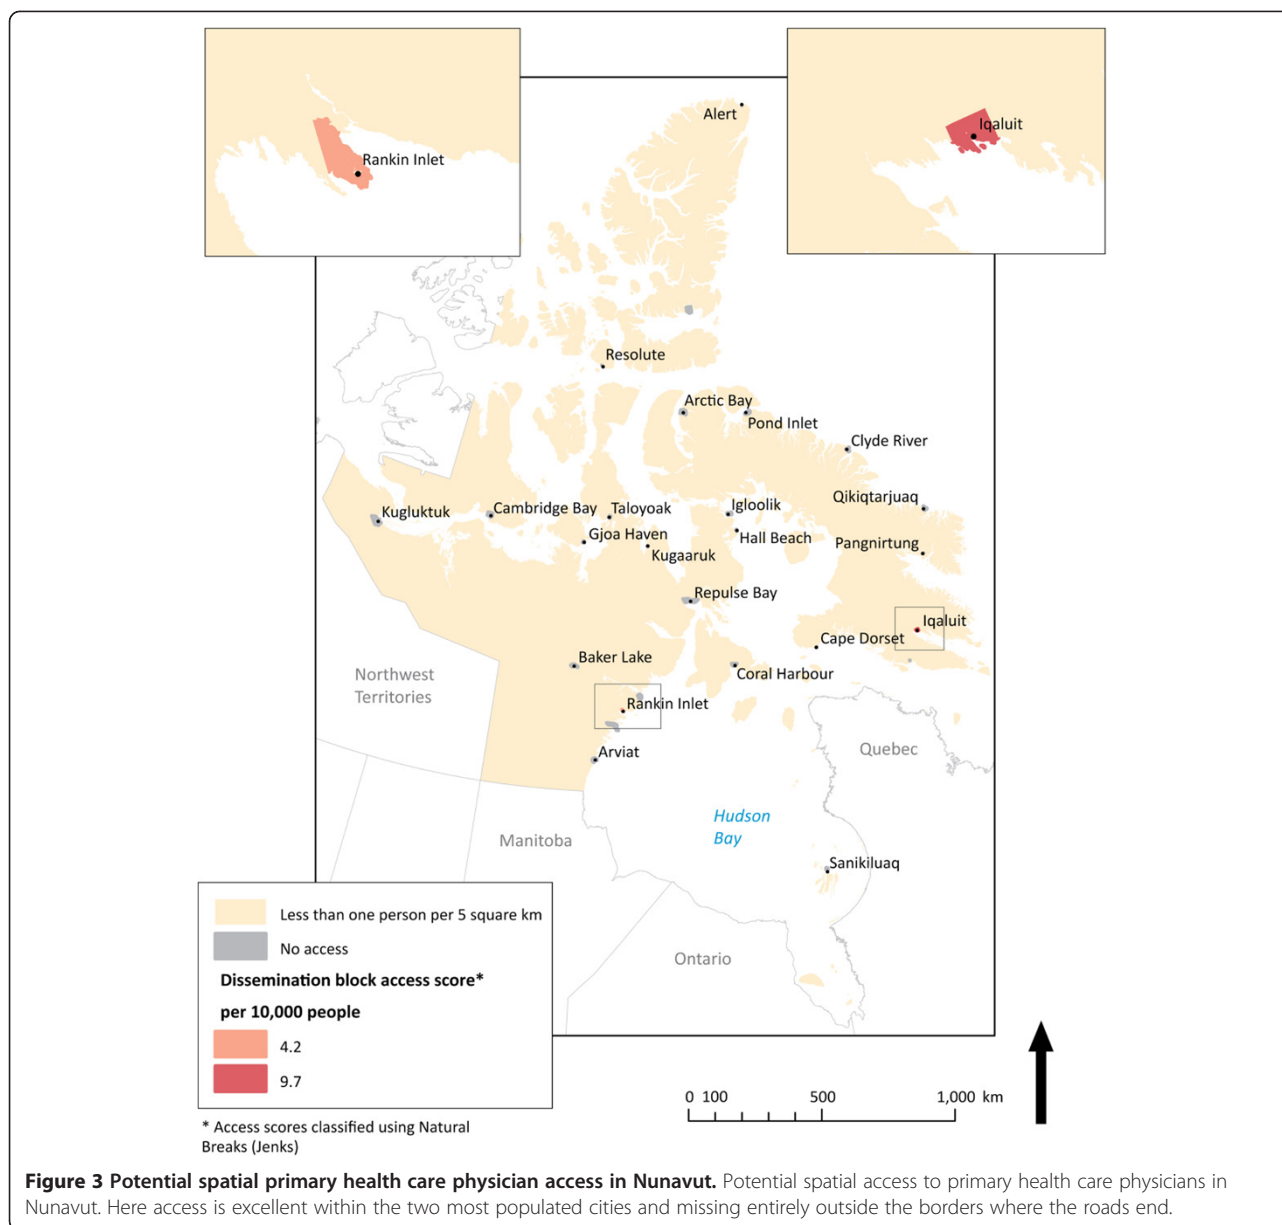 Rankin Inlet
Iqaluit
Alert
Resolute
Arctic Bay
Pond Inlet
Clyde River
Qikiqtarjuaq
Kugluktuk
Cambridge Bay
Taloyoak
Igloolik
Gjoa Haven
Hall Beach
Kugaaruk
Pangnirtung
Repulse Bay
Iqaluit
Cape Dorset
Baker Lake
Coral Harbour
Northwest
Territories
Rankin Inlet
Arviat
Quebec
Hudson
Bay
Manitoba
Sanikiluaq
Ontario
Less than one person per 5 square km
No access
Dissemination block access score*
per 10,000 people
4.2
9.7
0 100 500 1,000 km
* Access scores classified using Natural
Breaks (Jenks)
Figure 3 Potential spatial primary health care physician access in Nunavut. Potential spatial access to primary health care physicians in
Nunavut. Here access is excellent within the two most populated cities and missing entirely outside the borders where the roads end.